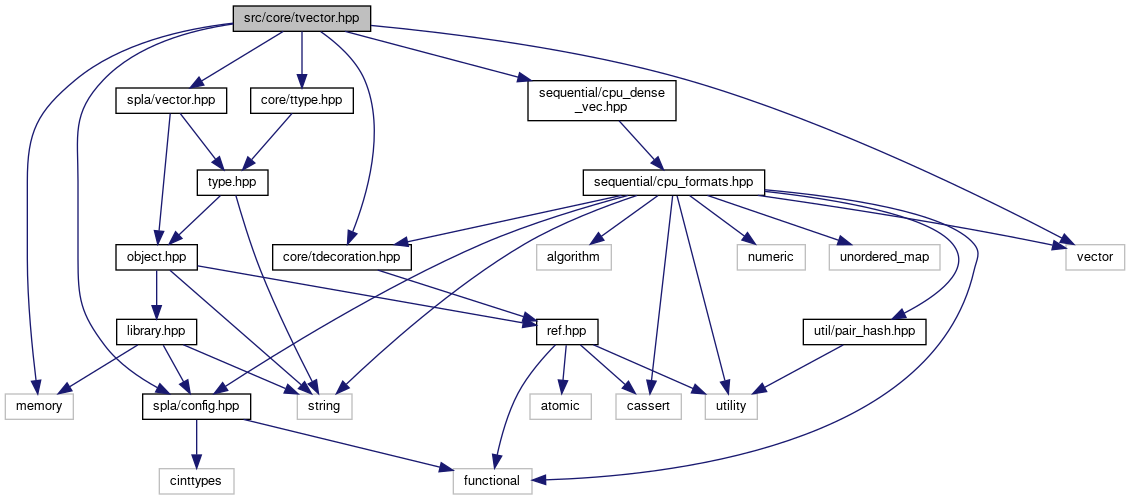 src/core/tvector.hpp
spla/vector.hpp
core/ttype.hpp
sequential/cpu_dense
_vec.hpp
type.hpp
sequential/cpu_formats.hpp
object.hpp
core/tdecoration.hpp
algorithm
numeric
unordered_map
vector
library.hpp
ref.hpp
util/pair_hash.hpp
memory
spla/config.hpp
string
atomic
cassert
utility
cinttypes
functional